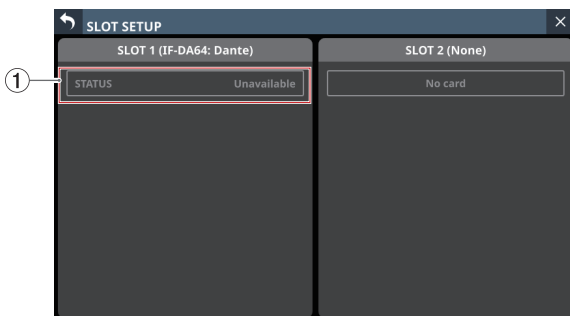 SLOT SETUP
SLOT 1 (IF-DA64: Dante)
SLOT 2 (None)
1
STATUS Unavailable
No card